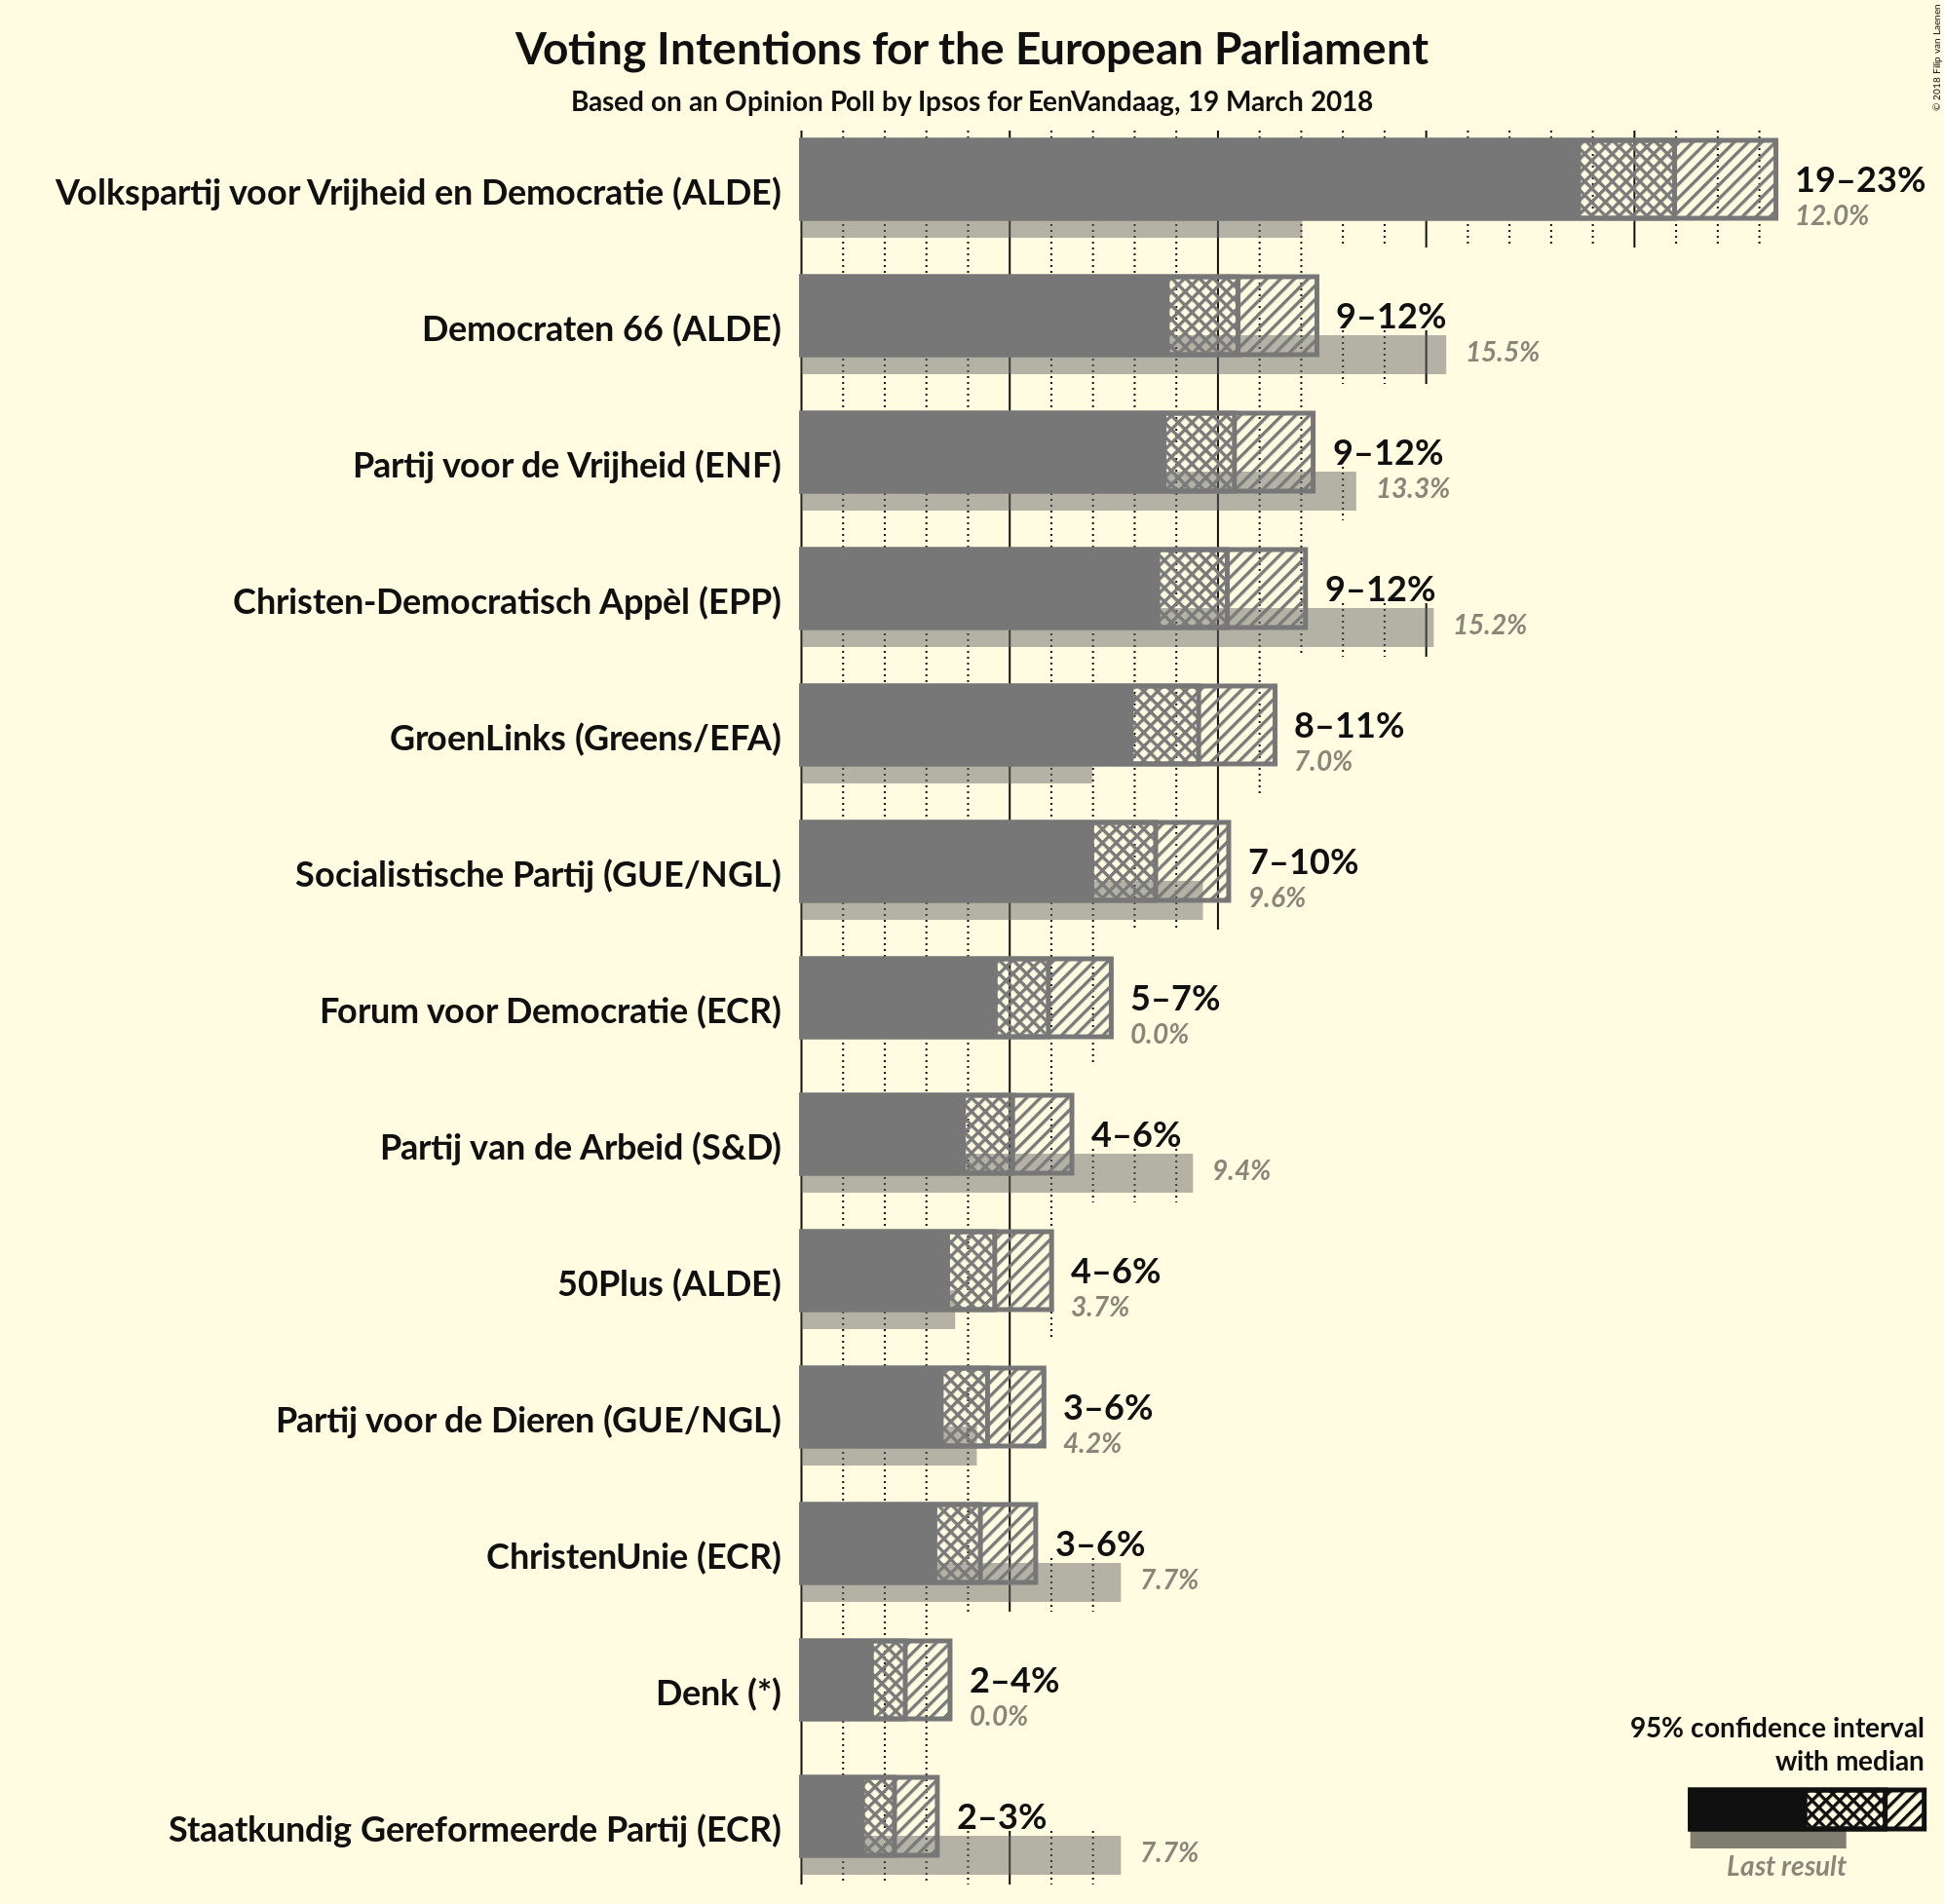 Voting Intentions for the European Parliament
Based on an Opinion Poll by Ipsos for EenVandaag, 19 March 2018
© 2018 Filip van Laenen
Volkspartij voor Vrijheid en Democratie (ALDE)
19–23%
12.0%
Democraten 66 (ALDE)
9–12%
15.5%
Partij voor de Vrijheid (ENF)
9–12%
13.3%
Christen-Democratisch Appèl (EPP)
9–12%
15.2%
GroenLinks (Greens/EFA)
8–11%
7.0%
Socialistische Partij (GUE/NGL)
7–10%
9.6%
Forum voor Democratie (ECR)
5–7%
0.0%
Partij van de Arbeid (S&D)
4–6%
9.4%
50Plus (ALDE)
4–6%
3.7%
Partij voor de Dieren (GUE/NGL)
3–6%
4.2%
ChristenUnie (ECR)
3–6%
7.7%
Denk (*)
2–4%
0.0%
Staatkundig Gereformeerde Partij (ECR)
2–3%
7.7%
95% confidence interval
with median
Last result